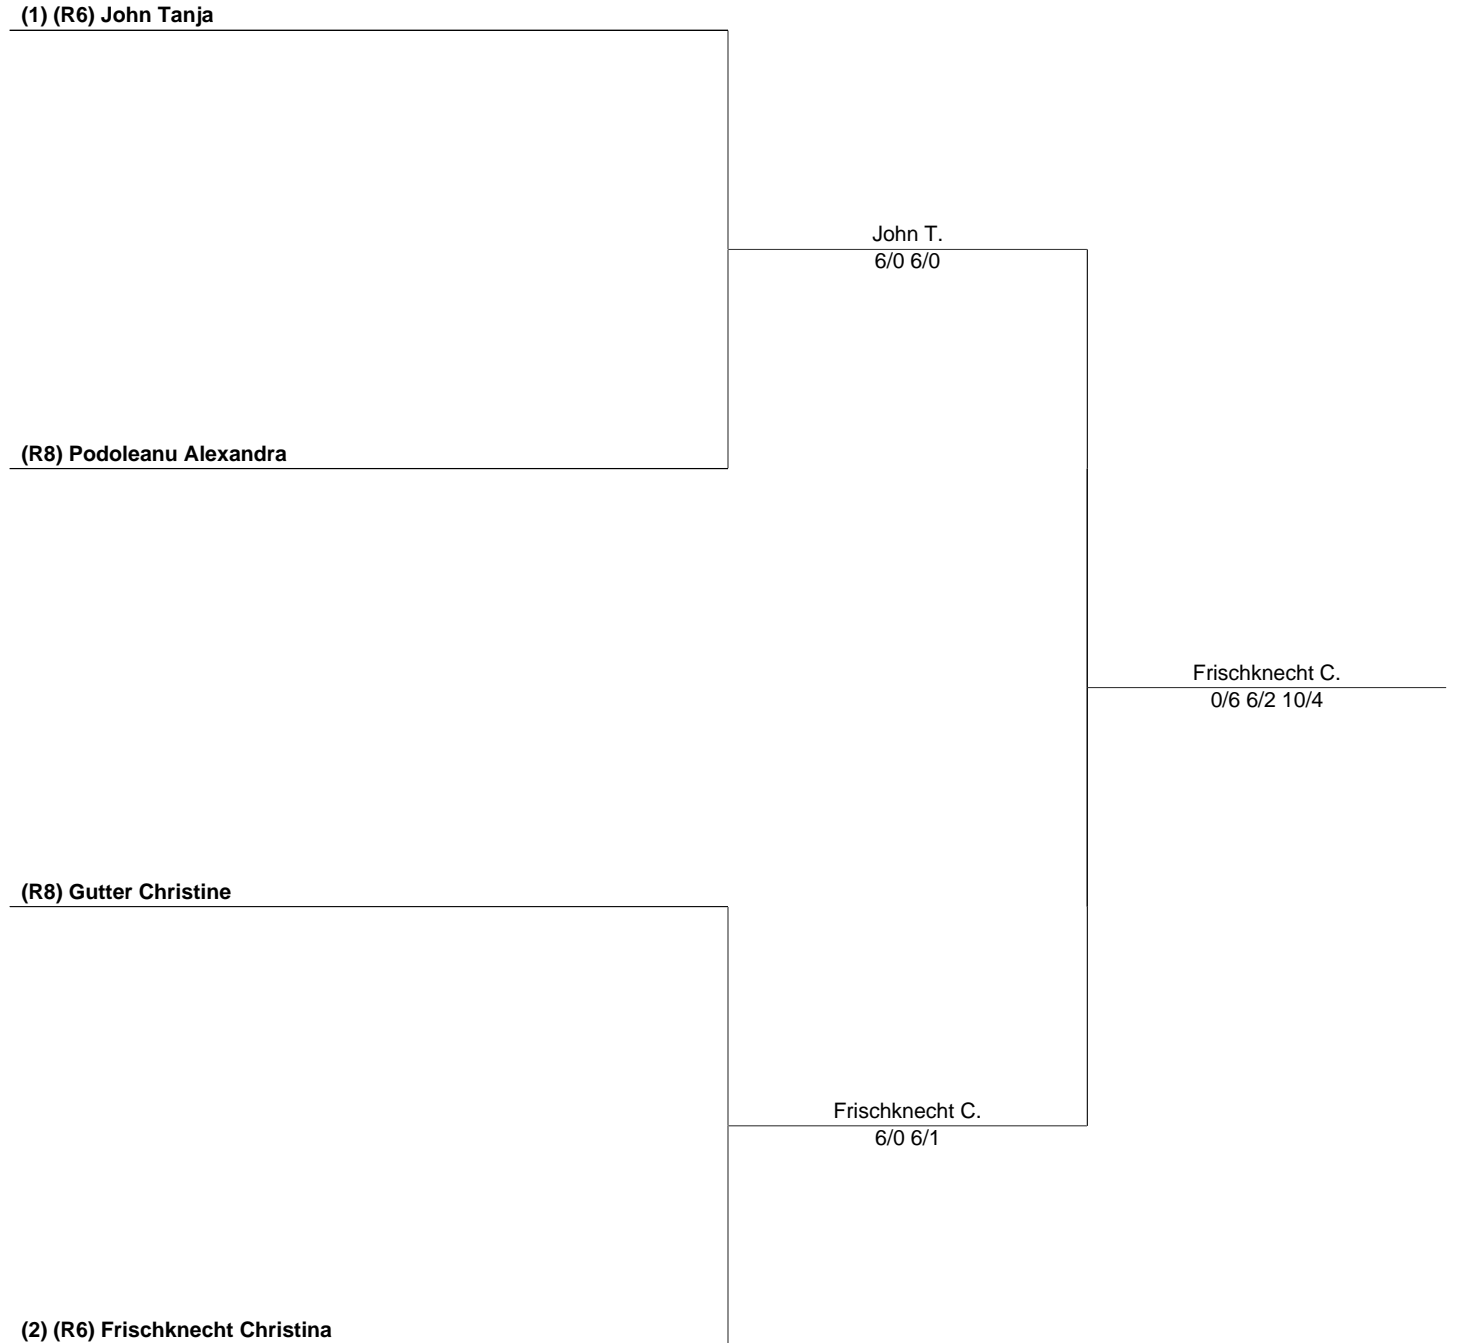 (1) (R6) John Tanja
John T.
6/0 6/0
(R8) Podoleanu Alexandra
Frischknecht C.
0/6 6/2 10/4
(R8) Gutter Christine
Frischknecht C.
6/0 6/1
(2) (R6) Frischknecht Christina